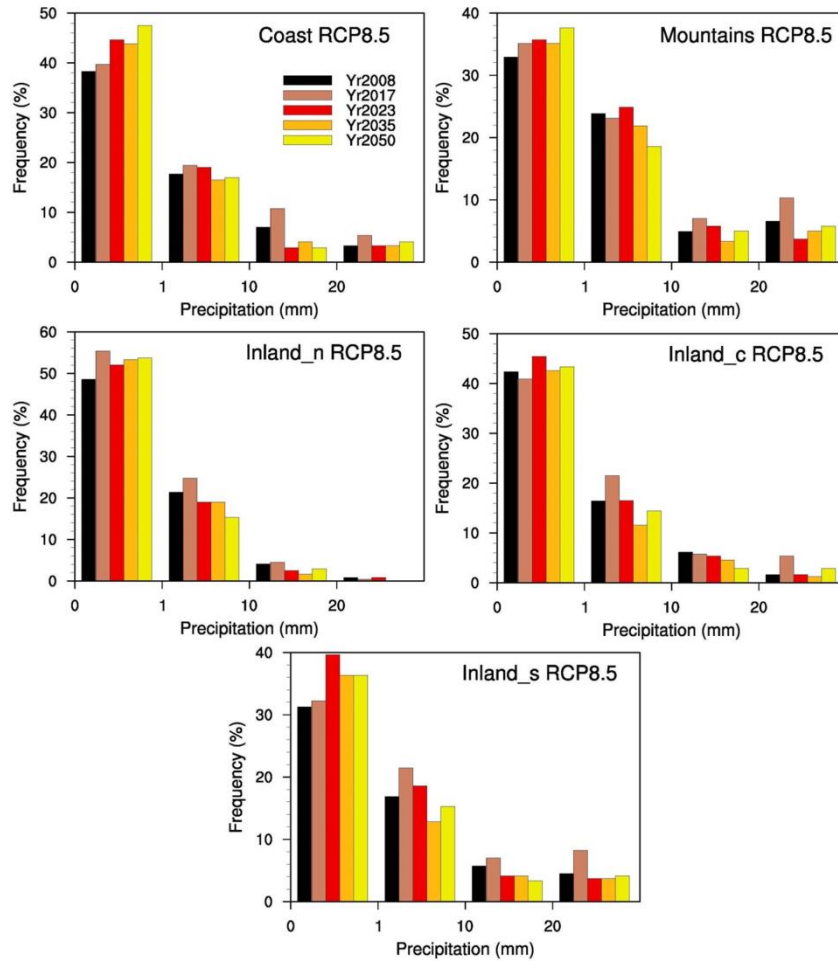 Coast RCP8.5
Yr2008
Yr2017
Yr2023
Yr2035
Yr2050
Frequency (%)
50
40
30
20
10
0
0 1 10 20
Precipitation (mm)
Mountains RCP8.5
Frequency (%)
40
30
20
10
0
0 1 10 20
Precipitation (mm)
Inland_n RCP8.5
Frequency (%)
60
50
40
30
20
10
0
0 1 10 20
Precipitation (mm)
Inland_c RCP8.5
Frequency (%)
50
40
30
20
10
0
0 1 10 20
Precipitation (mm)
Inland_s RCP8.5
Frequency (%)
40
30
20
10
0
0 1 10 20
Precipitation (mm)